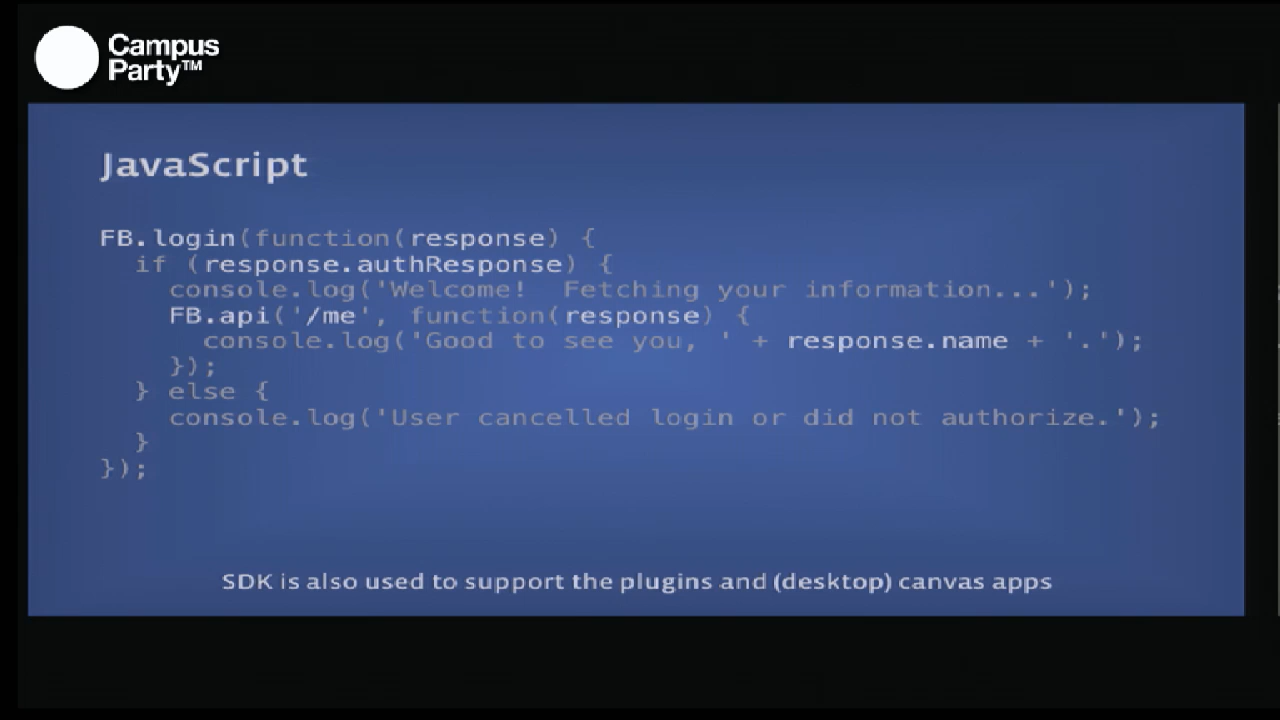 Campus
Party™
JavaScript
FB.login(function(response) {
  if (response.authResponse) {
    console.log('Welcome!  Fetching your information...');
    FB.api('/me', function(response) {
      console.log('Good to see you, ' + response.name + '.');
    });
  } else {
    console.log('User cancelled login or did not authorize.');
  }
});
SDK is also used to support the plugins and (desktop) canvas apps